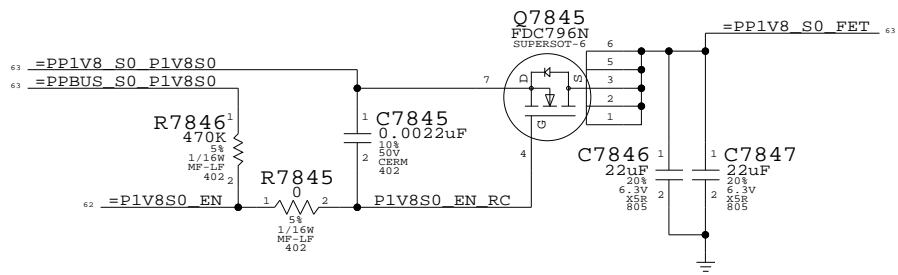 Q7845
FDC796N
SUPERSOT-6
=PP1V8_S0_FET 63
63 =PP1V8_S0_P1V8S0
63 =PPBUS_S0_P1V8S0
6
5
3
2
1
7
D
S
G
4
R7846
470K
5%
1/16W
MF-LF
402
1
2
C7845
0.0022uF
10%
50V
CERM
402
1
2
R7845
0
1
2
5%
1/16W
MF-LF
402
62 =P1V8S0_EN
P1V8S0_EN_RC
C7846
22uF
20%
6.3V
X5R
805
1
2
C7847
22uF
20%
6.3V
X5R
805
1
2